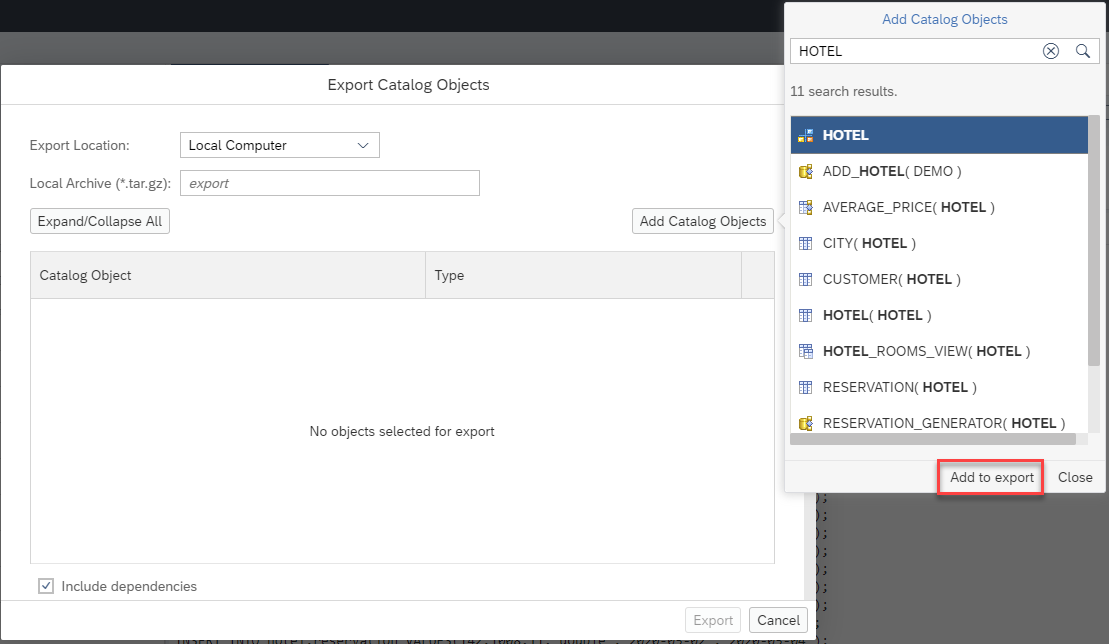 Export Catalog Objects
Export Location:
Local Computer
Local Archive (*.tar.gz):
export
Expand/Collapse All
Add Catalog Objects
Catalog Object
Type
No objects selected for export
Include dependencies
Export
Cancel
Add Catalog Objects
HOTEL
11 search results.
HOTEL
ADD_HOTEL( DEMO )
AVERAGE_PRICE( HOTEL )
CITY( HOTEL )
CUSTOMER( HOTEL )
HOTEL( HOTEL )
HOTEL_ROOMS_VIEW( HOTEL )
RESERVATION( HOTEL )
RESERVATION_GENERATOR( HOTEL )
Add to export
Close
);
);
);
);
);
);
);